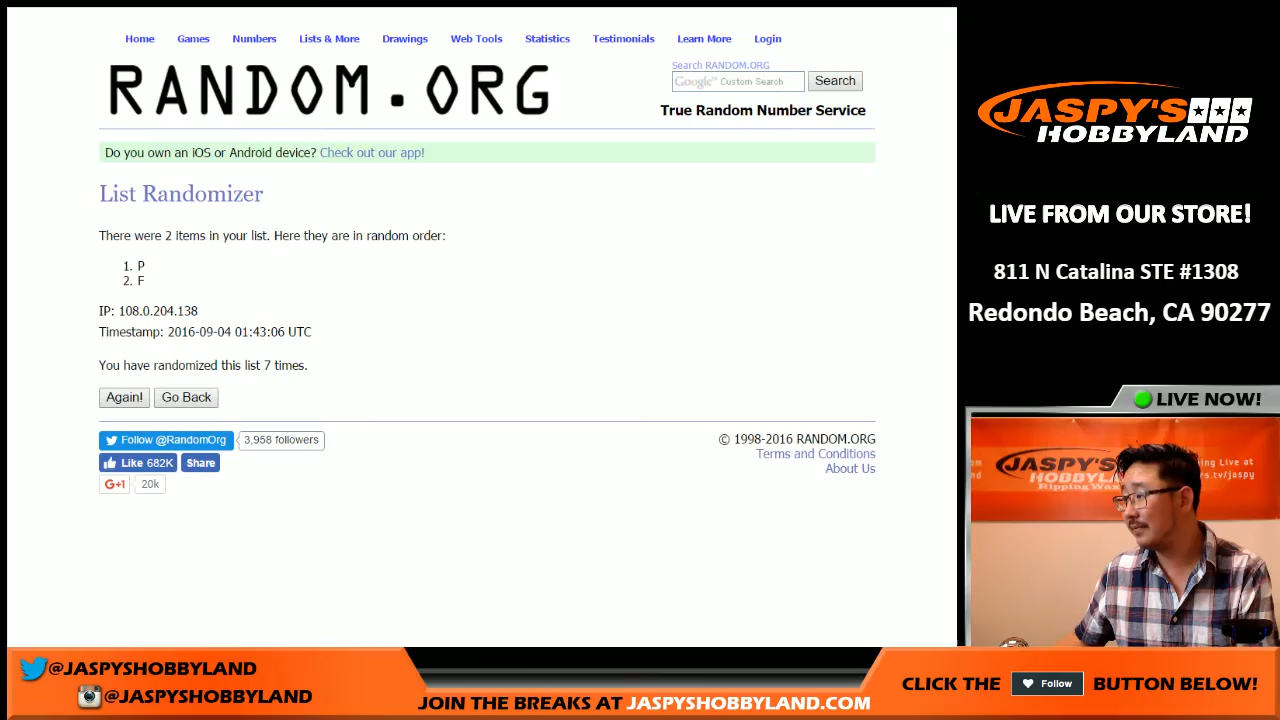 Home Games Numbers Lists & More Drawings Web Tools Statistics Testimonials Learn More Login
RANDOM.ORG
Search RANDOM.ORG
Google™ Custom Search Search
True Random Number Service
Do you own an iOS or Android device? Check out our app!
List Randomizer
There were 2 items in your list. Here they are in random order:
1. P
2. F
IP: 108.0.204.138
Timestamp: 2016-09-04 01:43:06 UTC
You have randomized this list 7 times.
Again! Go Back
Follow @RandomOrg 3,958 followers
Like 682K Share
G+1 20k
© 1998-2016 RANDOM.ORG
Terms and Conditions
About Us
JASPY'S
HOBBYLAND
LIVE FROM OUR STORE!
811 N Catalina STE #1308
Redondo Beach, CA 90277
LIVE NOW!
JASPY'S
HOBBYLAND
Ripping Wax
ing Live at
rs.tv/jaspy
@JASPYSHOBBYLAND
@JASPYSHOBBYLAND
JOIN THE BREAKS AT JASPYSHOBBYLAND.COM
CLICK THE Follow BUTTON BELOW!